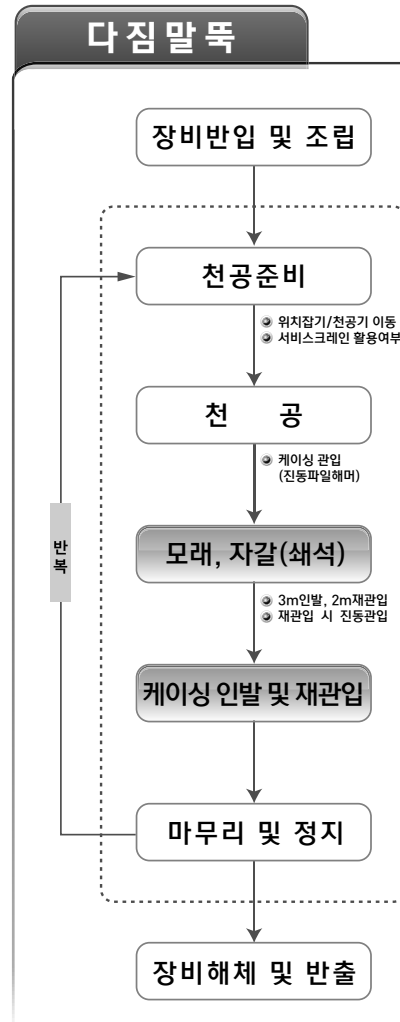 다짐말뚝
장비반입 및 조립
천공준비
위치잡기/천공기 이동
서비스크레인 활용여부
천 공
케이싱 관입
(진동파일해머)
반복
모래, 자갈(쇄석)
3m인발, 2m재관입
재관입 시 진동관입
케이싱 인발 및 재관입
마무리 및 정지
장비해체 및 반출